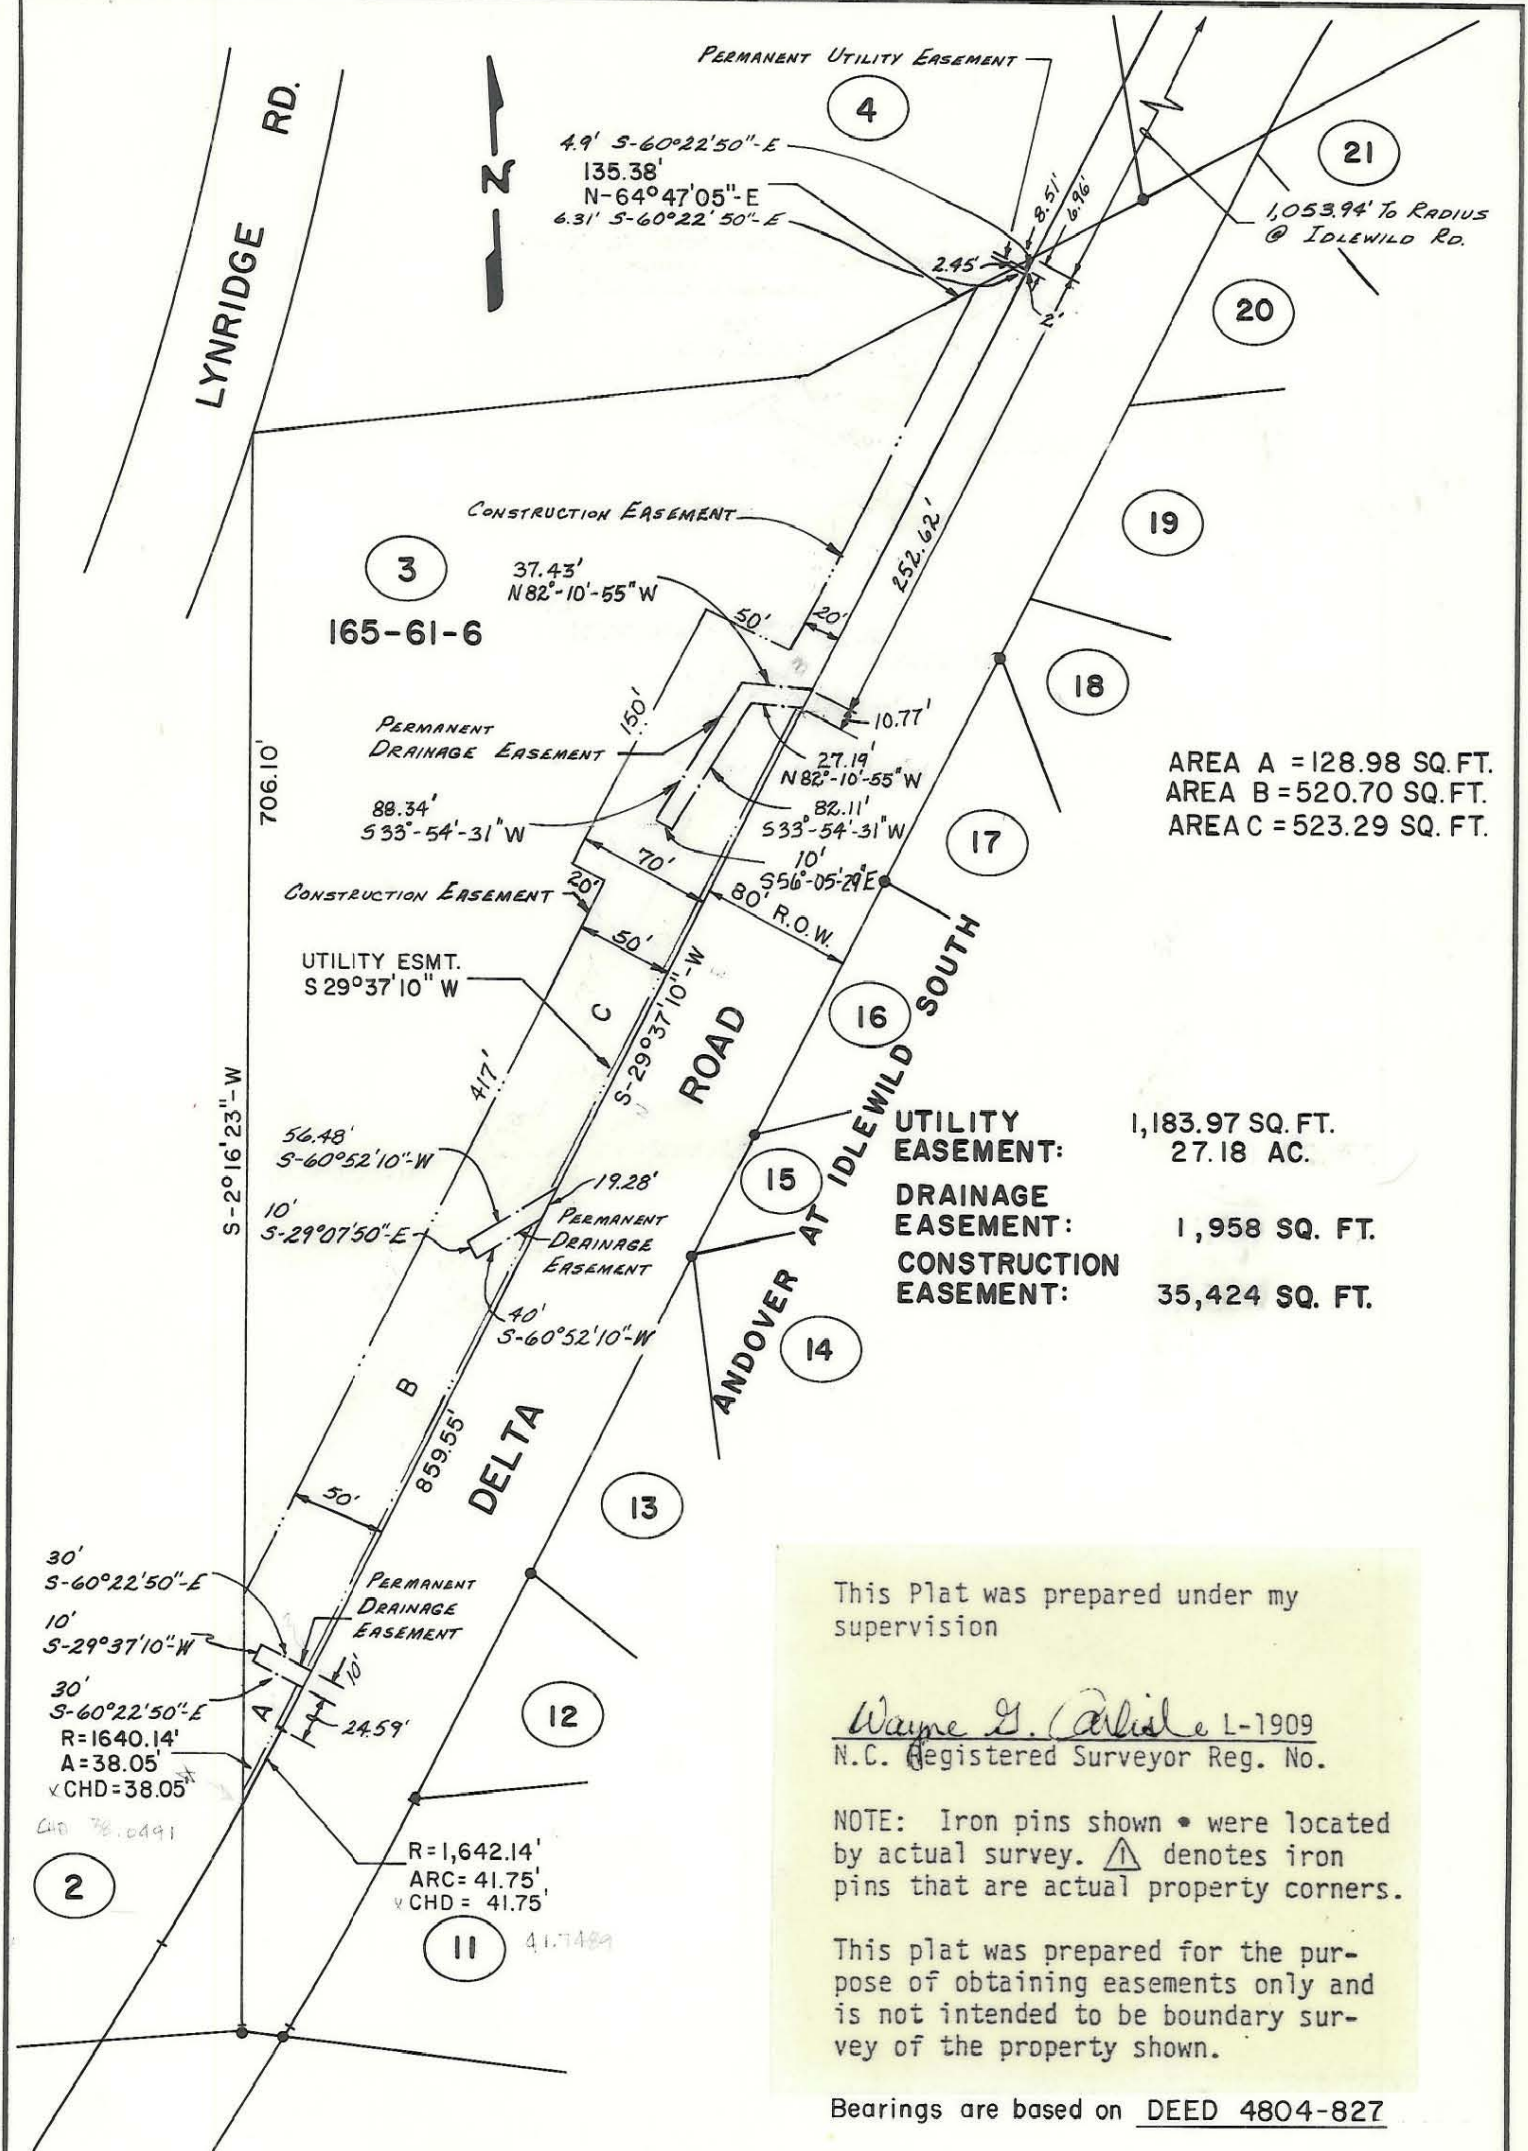 PERMANENT UTILITY EASEMENT
4
LYNRIDGE RD.
N
4.9' S-60°22'50"-E
135.38'
N-64°47'05"-E
6.31' S-60°22'50"-E
8.51'
6.96'
2.45'
2'
21
1,053.94' To RADIUS
@ IDLEWILD RD.
20
CONSTRUCTION EASEMENT
252.62'
19
3
165-61-6
37.43'
N82°-10'-55"W
50'
20'
18
150'
PERMANENT
DRAINAGE EASEMENT
10.77'
27.19'
N82°-10'-55"W
706.10'
88.34'
S33°-54'-31"W
82.11'
S33°-54'-31"W
10'
S56°-05'-29"E
AREA A =128.98 SQ.FT.
AREA B =520.70 SQ.FT.
AREA C =523.29 SQ.FT.
17
70'
20'
CONSTRUCTION EASEMENT
80' R.O.W.
50'
UTILITY ESMT.
S 29°37'10" W
C
S-29°37'10"-W
16
ROAD
417'
S-2°16'23"-W
56.48'
S-60°52'10"-W
10'
S-29°07'50"-E
19.28'
PERMANENT
DRAINAGE
EASEMENT
40'
S-60°52'10"-W
15
ANDOVER AT IDLEWILD SOUTH
UTILITY
EASEMENT: 1,183.97 SQ. FT.
27.18 AC.
DRAINAGE
EASEMENT: 1,958 SQ. FT.
CONSTRUCTION
EASEMENT: 35,424 SQ. FT.
14
B
859.55'
DELTA
13
50'
30'
S-60°22'50"-E
10'
S-29°37'10"-W
30'
S-60°22'50"-E
PERMANENT
DRAINAGE
EASEMENT
10'
A
24.59'
12
R=1640.14'
A=38.05'
CHD=38.05'
CHD 38.0491
2
R=1,642.14'
ARC= 41.75'
CHD = 41.75'
41.7489
11
This Plat was prepared under my
supervision
Wayne G. Carlisle L-1909
N.C. Registered Surveyor Reg. No.
NOTE: Iron pins shown • were located
by actual survey. △ denotes iron
pins that are actual property corners.
This plat was prepared for the pur-
pose of obtaining easements only and
is not intended to be boundary sur-
vey of the property shown.
Bearings are based on DEED 4804-827